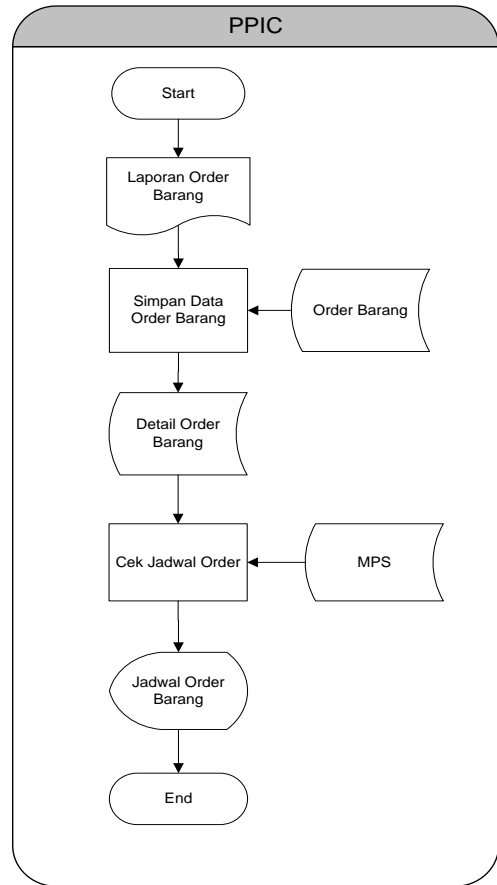 PPIC
Start
Laporan Order
Barang
Simpan Data
Order Barang
Order Barang
Detail Order
Barang
Cek Jadwal Order
MPS
Jadwal Order
Barang
End